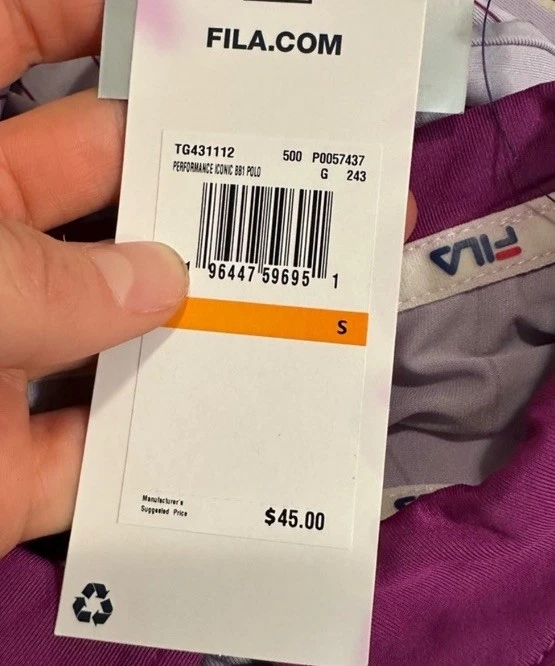 FILA.COM
TG431112 500 P0057437
PERFORMANCE ICONIC BB1 POLO G 243
1 96447 59695 1
S
Manufacturer's
Suggested Price
$45.00
FILA